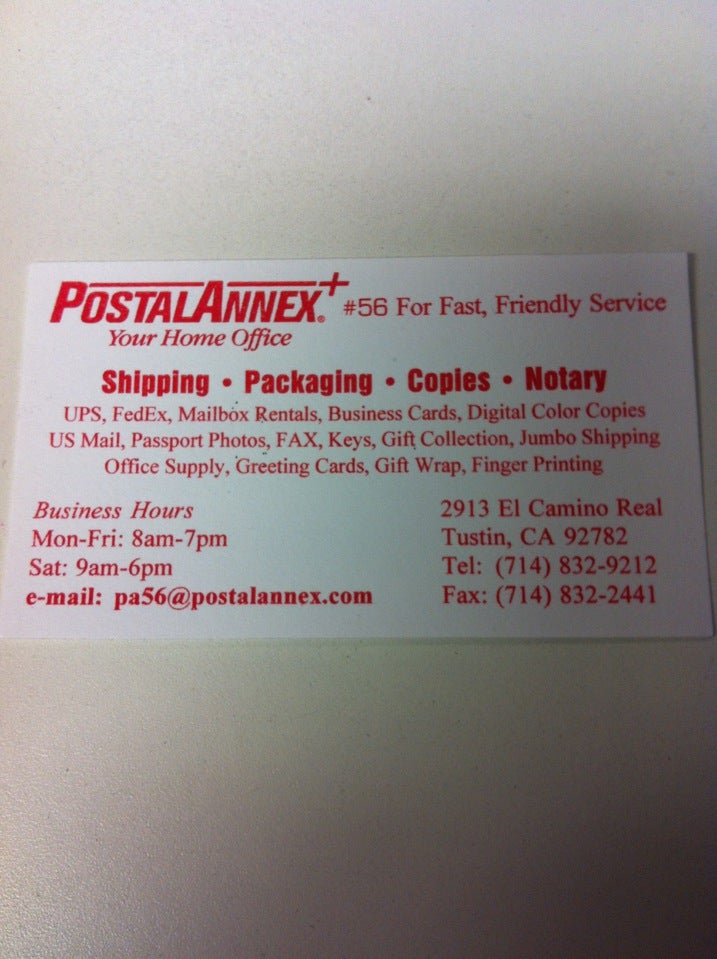 POSTALANNEX+® #56 For Fast, Friendly Service
Your Home Office
Shipping • Packaging • Copies • Notary
UPS, FedEx, Mailbox Rentals, Business Cards, Digital Color Copies
US Mail, Passport Photos, FAX, Keys, Gift Collection, Jumbo Shipping
Office Supply, Greeting Cards, Gift Wrap, Finger Printing
Business Hours
Mon-Fri: 8am-7pm
Sat: 9am-6pm
e-mail: pa56@postalannex.com
2913 El Camino Real
Tustin, CA 92782
Tel: (714) 832-9212
Fax: (714) 832-2441